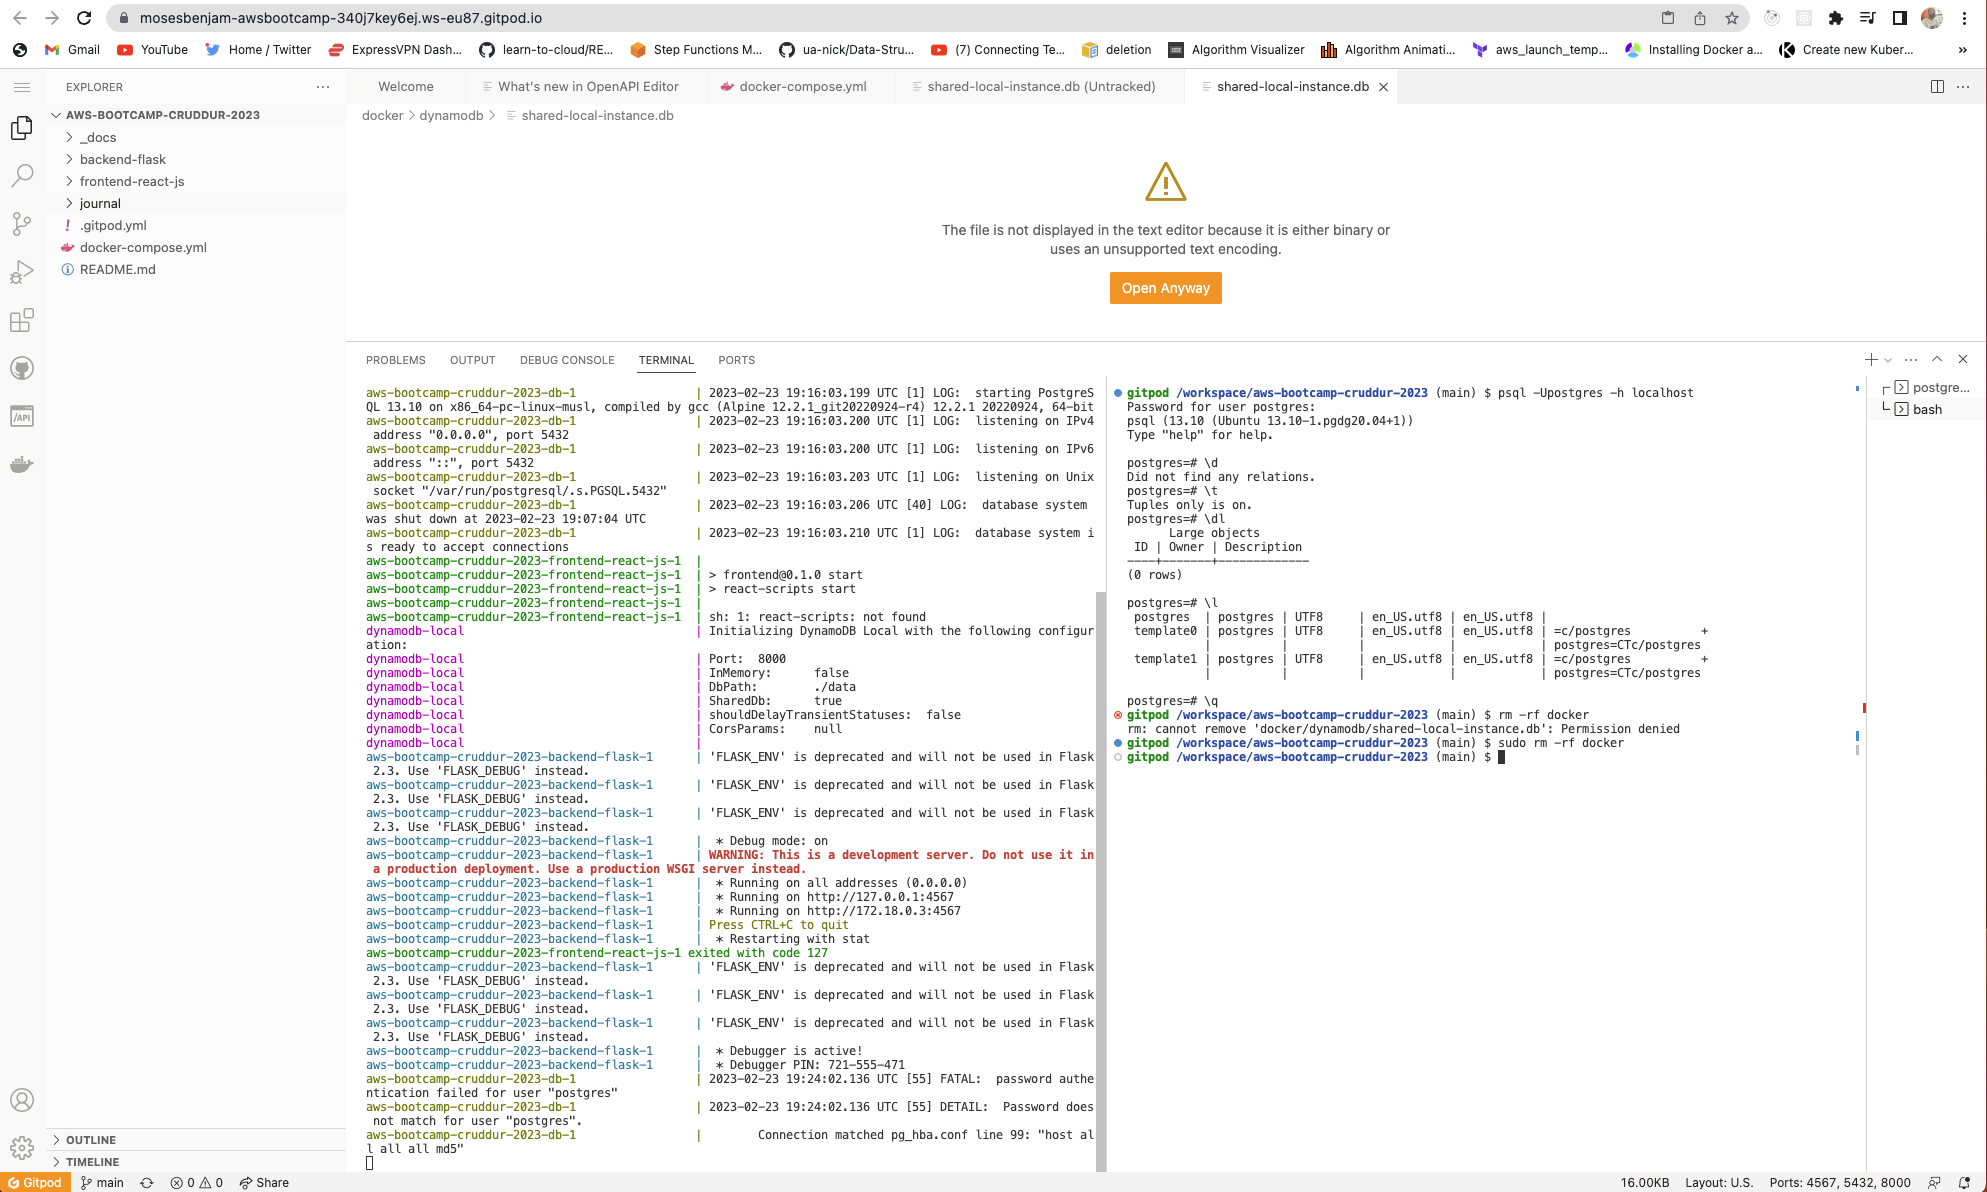 mosesbenjam-awsbootcamp-340j7key6ej.ws-eu87.gitpod.io
Gmail
YouTube
Home / Twitter
ExpressVPN Dash...
learn-to-cloud/RE...
Step Functions M...
ua-nick/Data-Stru...
(7) Connecting Te...
deletion
Algorithm Visualizer
Algorithm Animati...
aws_launch_temp...
Installing Docker a...
Create new Kuber...
»
EXPLORER
AWS-BOOTCAMP-CRUDDUR-2023
_docs
backend-flask
frontend-react-js
journal
! .gitpod.yml
docker-compose.yml
README.md
OUTLINE
TIMELINE
Welcome
What's new in OpenAPI Editor
docker-compose.yml
shared-local-instance.db (Untracked)
shared-local-instance.db
docker > dynamodb > shared-local-instance.db
The file is not displayed in the text editor because it is either binary or
uses an unsupported text encoding.
Open Anyway
PROBLEMS OUTPUT DEBUG CONSOLE TERMINAL PORTS
aws-bootcamp-cruddur-2023-db-1 | 2023-02-23 19:16:03.199 UTC [1] LOG:  starting PostgreS
QL 13.10 on x86_64-pc-linux-musl, compiled by gcc (Alpine 12.2.1_git20220924-r4) 12.2.1 20220924, 64-bit
aws-bootcamp-cruddur-2023-db-1 | 2023-02-23 19:16:03.200 UTC [1] LOG:  listening on IPv4
address "0.0.0.0", port 5432
aws-bootcamp-cruddur-2023-db-1 | 2023-02-23 19:16:03.200 UTC [1] LOG:  listening on IPv6
address "::", port 5432
aws-bootcamp-cruddur-2023-db-1 | 2023-02-23 19:16:03.203 UTC [1] LOG:  listening on Unix
socket "/var/run/postgresql/.s.PGSQL.5432"
aws-bootcamp-cruddur-2023-db-1 | 2023-02-23 19:16:03.206 UTC [40] LOG:  database system
was shut down at 2023-02-23 19:07:04 UTC
aws-bootcamp-cruddur-2023-db-1 | 2023-02-23 19:16:03.210 UTC [1] LOG:  database system i
s ready to accept connections
aws-bootcamp-cruddur-2023-frontend-react-js-1 |
aws-bootcamp-cruddur-2023-frontend-react-js-1 | > frontend@0.1.0 start
aws-bootcamp-cruddur-2023-frontend-react-js-1 | > react-scripts start
aws-bootcamp-cruddur-2023-frontend-react-js-1 |
aws-bootcamp-cruddur-2023-frontend-react-js-1 | sh: 1: react-scripts: not found
dynamodb-local | Initializing DynamoDB Local with the following configur
ation:
dynamodb-local | Port:  8000
dynamodb-local | InMemory:      false
dynamodb-local | DbPath:        ./data
dynamodb-local | SharedDb:      true
dynamodb-local | shouldDelayTransientStatuses:  false
dynamodb-local | CorsParams:    null
dynamodb-local |
aws-bootcamp-cruddur-2023-backend-flask-1 | 'FLASK_ENV' is deprecated and will not be used in Flask
2.3. Use 'FLASK_DEBUG' instead.
aws-bootcamp-cruddur-2023-backend-flask-1 | 'FLASK_ENV' is deprecated and will not be used in Flask
2.3. Use 'FLASK_DEBUG' instead.
aws-bootcamp-cruddur-2023-backend-flask-1 | 'FLASK_ENV' is deprecated and will not be used in Flask
2.3. Use 'FLASK_DEBUG' instead.
aws-bootcamp-cruddur-2023-backend-flask-1 |  * Debug mode: on
aws-bootcamp-cruddur-2023-backend-flask-1 | WARNING: This is a development server. Do not use it in
a production deployment. Use a production WSGI server instead.
aws-bootcamp-cruddur-2023-backend-flask-1 |  * Running on all addresses (0.0.0.0)
aws-bootcamp-cruddur-2023-backend-flask-1 |  * Running on http://127.0.0.1:4567
aws-bootcamp-cruddur-2023-backend-flask-1 |  * Running on http://172.18.0.3:4567
aws-bootcamp-cruddur-2023-backend-flask-1 | Press CTRL+C to quit
aws-bootcamp-cruddur-2023-backend-flask-1 |  * Restarting with stat
aws-bootcamp-cruddur-2023-frontend-react-js-1 exited with code 127
aws-bootcamp-cruddur-2023-backend-flask-1 | 'FLASK_ENV' is deprecated and will not be used in Flask
2.3. Use 'FLASK_DEBUG' instead.
aws-bootcamp-cruddur-2023-backend-flask-1 | 'FLASK_ENV' is deprecated and will not be used in Flask
2.3. Use 'FLASK_DEBUG' instead.
aws-bootcamp-cruddur-2023-backend-flask-1 | 'FLASK_ENV' is deprecated and will not be used in Flask
2.3. Use 'FLASK_DEBUG' instead.
aws-bootcamp-cruddur-2023-backend-flask-1 |  * Debugger is active!
aws-bootcamp-cruddur-2023-backend-flask-1 |  * Debugger PIN: 721-555-471
aws-bootcamp-cruddur-2023-db-1 | 2023-02-23 19:24:02.136 UTC [55] FATAL:  password authe
ntication failed for user "postgres"
aws-bootcamp-cruddur-2023-db-1 | 2023-02-23 19:24:02.136 UTC [55] DETAIL:  Password does
not match for user "postgres".
aws-bootcamp-cruddur-2023-db-1 |        Connection matched pg_hba.conf line 99: "host al
l all all md5"
gitpod /workspace/aws-bootcamp-cruddur-2023 (main) $ psql -Upostgres -h localhost
Password for user postgres:
psql (13.10 (Ubuntu 13.10-1.pgdg20.04+1))
Type "help" for help.
postgres=# \d
Did not find any relations.
postgres=# \t
Tuples only is on.
postgres=# \dl
Large objects
ID | Owner | Description
----+-------+-------------
(0 rows)
postgres=# \l
postgres | postgres | UTF8 | en_US.utf8 | en_US.utf8 |
template0 | postgres | UTF8 | en_US.utf8 | en_US.utf8 | =c/postgres +
| | | | | postgres=CTc/postgres
template1 | postgres | UTF8 | en_US.utf8 | en_US.utf8 | =c/postgres +
| | | | | postgres=CTc/postgres
postgres=# \q
gitpod /workspace/aws-bootcamp-cruddur-2023 (main) $ rm -rf docker
rm: cannot remove 'docker/dynamodb/shared-local-instance.db': Permission denied
gitpod /workspace/aws-bootcamp-cruddur-2023 (main) $ sudo rm -rf docker
gitpod /workspace/aws-bootcamp-cruddur-2023 (main) $
postgre...
bash
/API
Gitpod
main
0 0
Share
16.00KB
Layout: U.S.
Ports: 4567, 5432, 8000